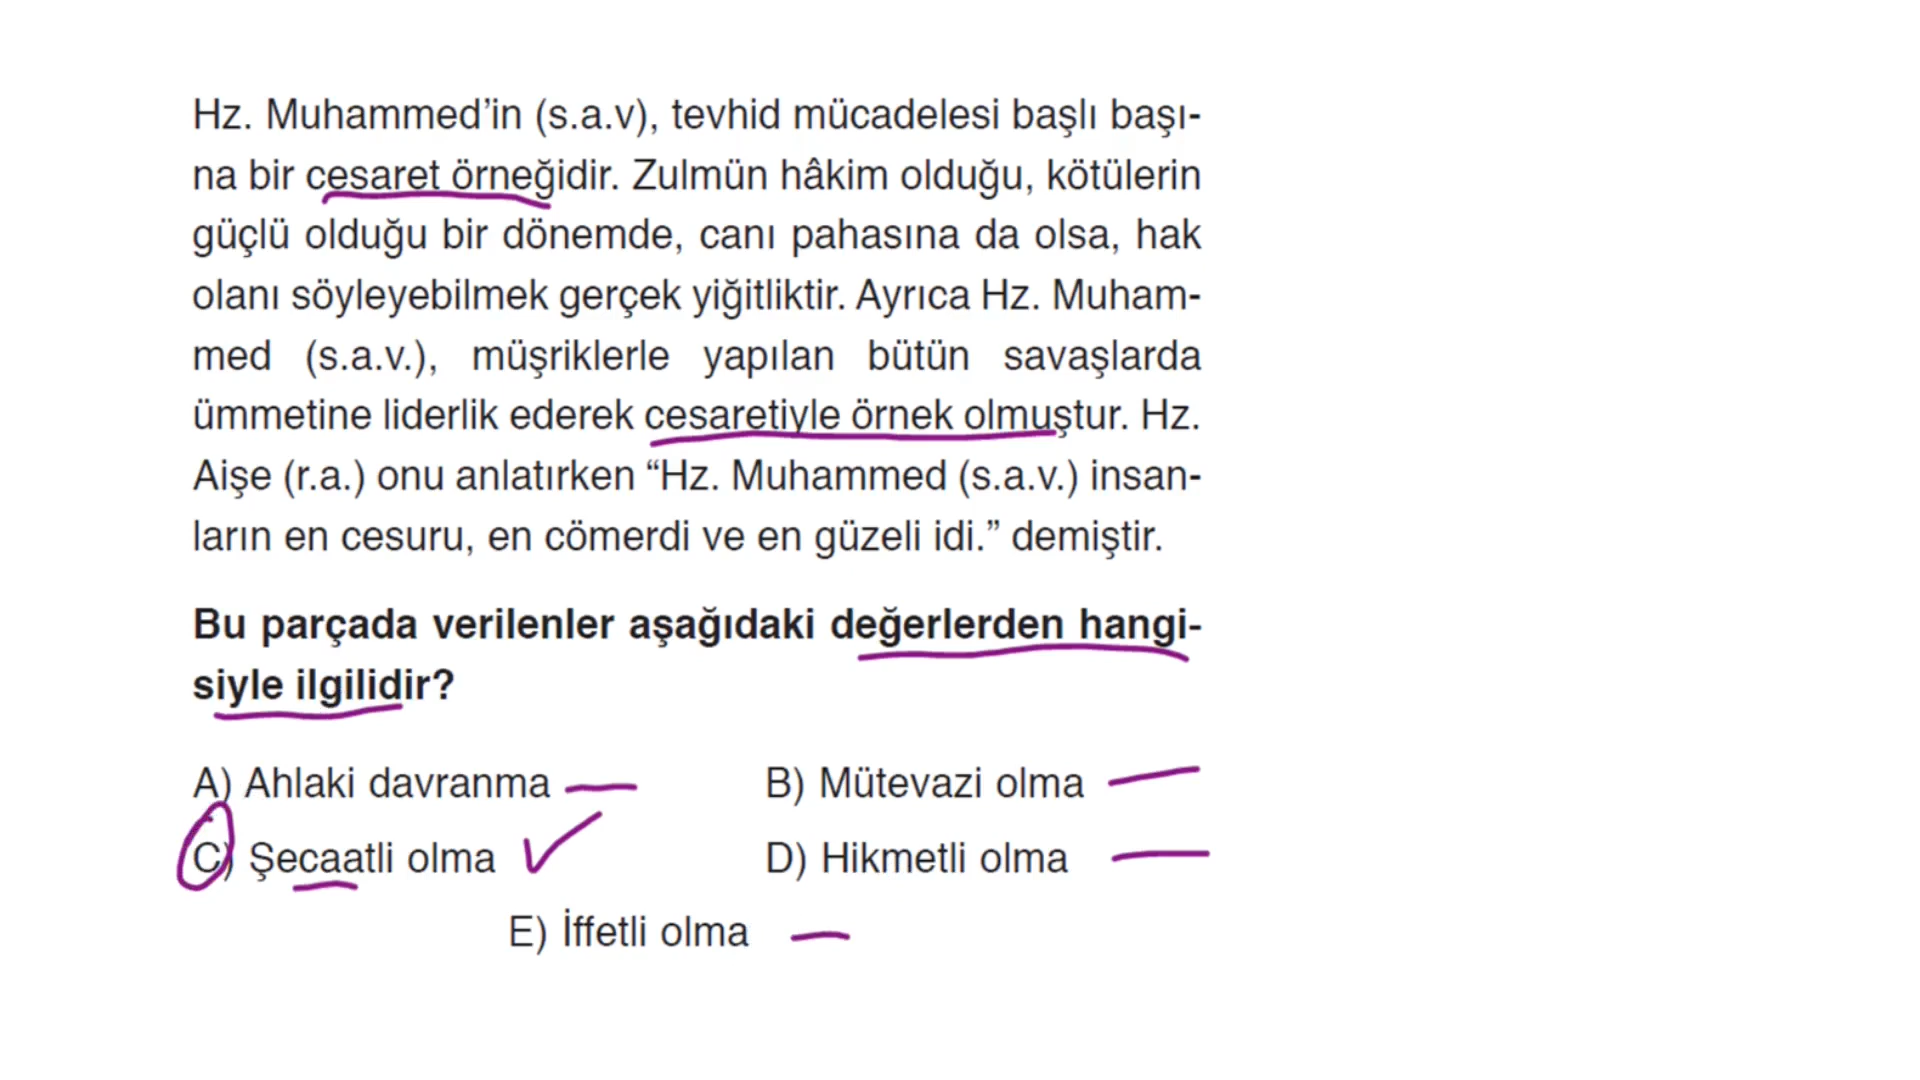 Hz. Muhammed’in (s.a.v), tevhid mücadelesi başlı başı-
na bir cesaret örneğidir. Zulmün hâkim olduğu, kötülerin
güçlü olduğu bir dönemde, canı pahasına da olsa, hak
olanı söyleyebilmek gerçek yiğitliktir. Ayrıca Hz. Muham-
med (s.a.v.), müşriklerle yapılan bütün savaşlarda
ümmetine liderlik ederek cesaretiyle örnek olmuştur. Hz.
Aişe (r.a.) onu anlatırken “Hz. Muhammed (s.a.v.) insan-
ların en cesuru, en cömerdi ve en güzeli idi.” demiştir.
Bu parçada verilenler aşağıdaki değerlerden hangi-
siyle ilgilidir?
A) Ahlaki davranma B) Mütevazi olma
C) Şecaatli olma D) Hikmetli olma
E) İffetli olma